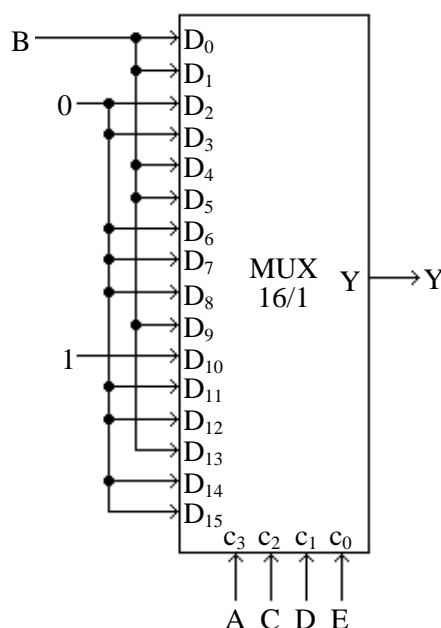 B
D₀
D₁
0
D₂
D₃
D₄
D₅
D₆
D₇
MUX
16/1
Y
Y
D₈
D₉
1
D₁₀
D₁₁
D₁₂
D₁₃
D₁₄
D₁₅
c₃ c₂ c₁ c₀
A C D E